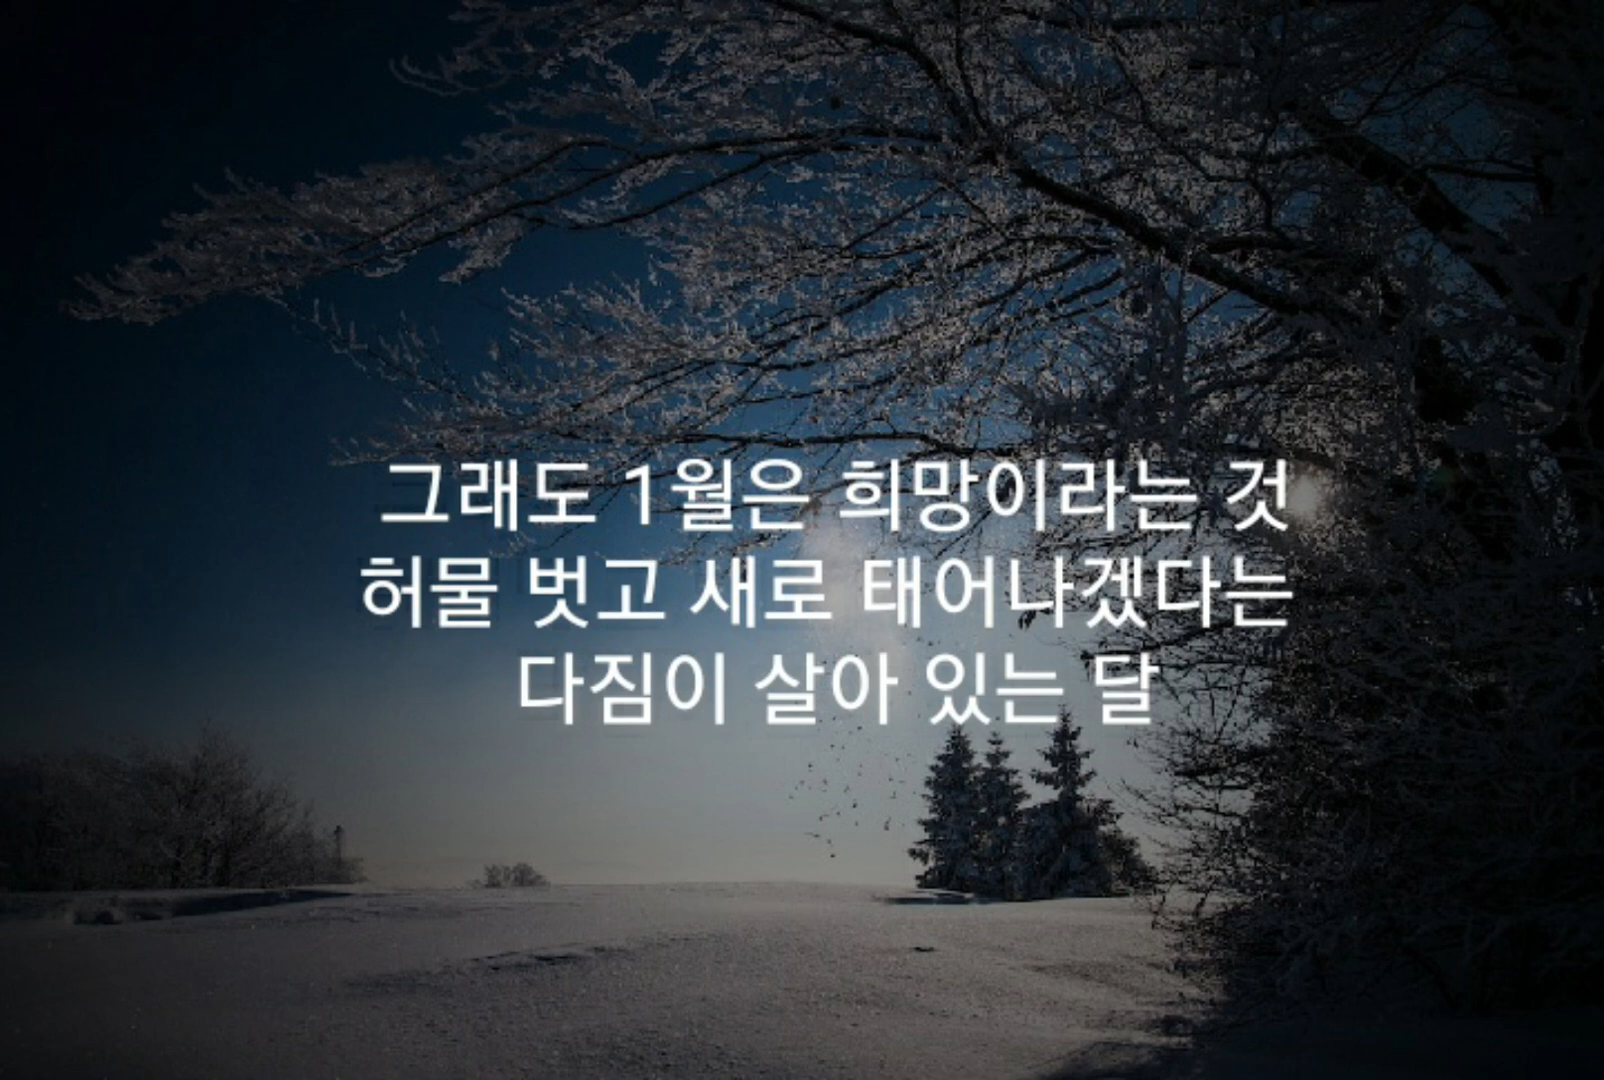 그래도 1월은 희망이라는 것
허물 벗고 새로 태어나겠다는
다짐이 살아 있는 달